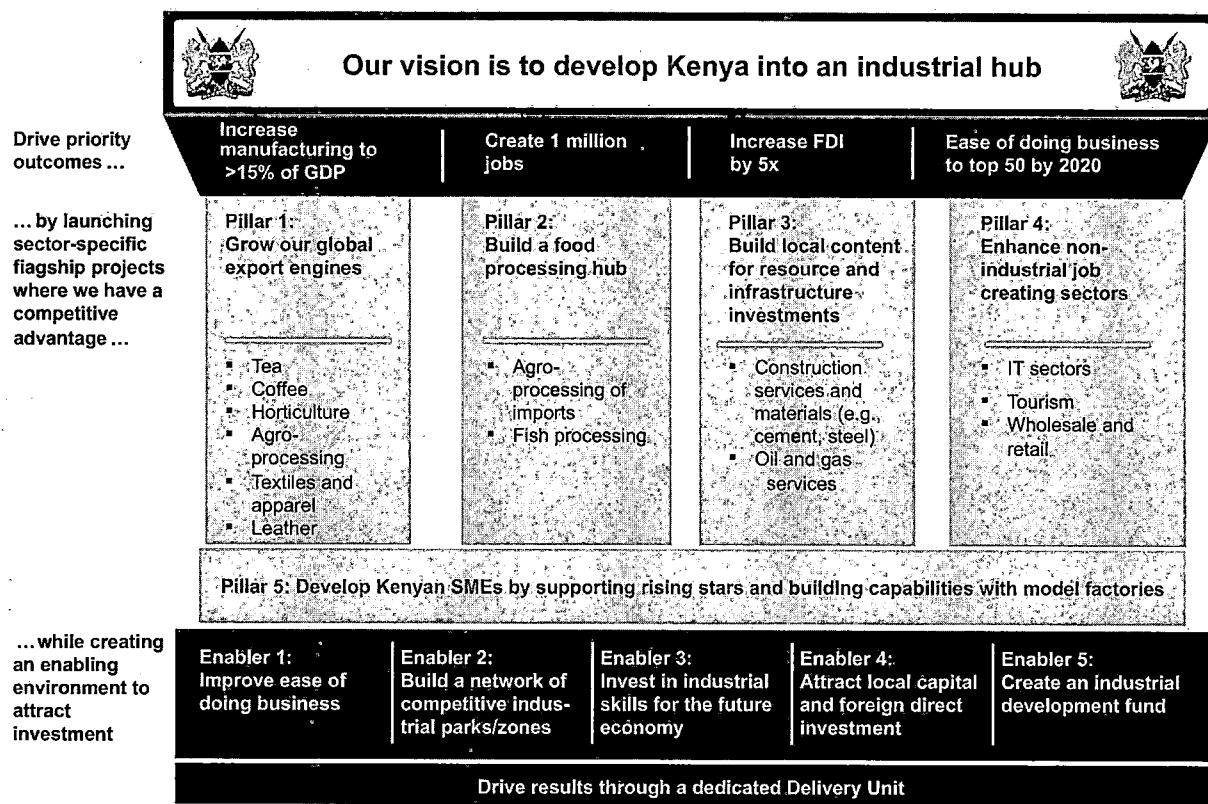 Our vision is to develop Kenya into an industrial hub
Drive priority
outcomes ...
Increase
manufacturing to
>15% of GDP
Create 1 million
jobs
Increase FDI
by 5x
Ease of doing business
to top 50 by 2020
... by launching
sector-specific
flagship projects
where we have a
competitive
advantage ...
Pillar 1:
Grow our global
export engines
Tea
Coffee
Horticulture
Agro-
processing
Textiles and
apparel
Leather
Pillar 2:
Build a food
processing hub
Agro-
processing of
imports
Fish processing
Pillar 3:
Build local content
for resource and
infrastructure
investments
Construction
services and
materials (e.g.,
cement, steel)
Oil and gas
services
Pillar 4:
Enhance non-
industrial job
creating sectors
IT sectors
Tourism
Wholesale and
retail
Pillar 5: Develop Kenyan SMEs by supporting rising stars and building capabilities with model factories
...while creating
an enabling
environment to
attract
investment
Enabler 1:
Improve ease of
doing business
Enabler 2:
Build a network of
competitive indus-
trial parks/zones
Enabler 3:
Invest in industrial
skills for the future
economy
Enabler 4:
Attract local capital
and foreign direct
investment
Enabler 5:
Create an industrial
development fund
Drive results through a dedicated Delivery Unit